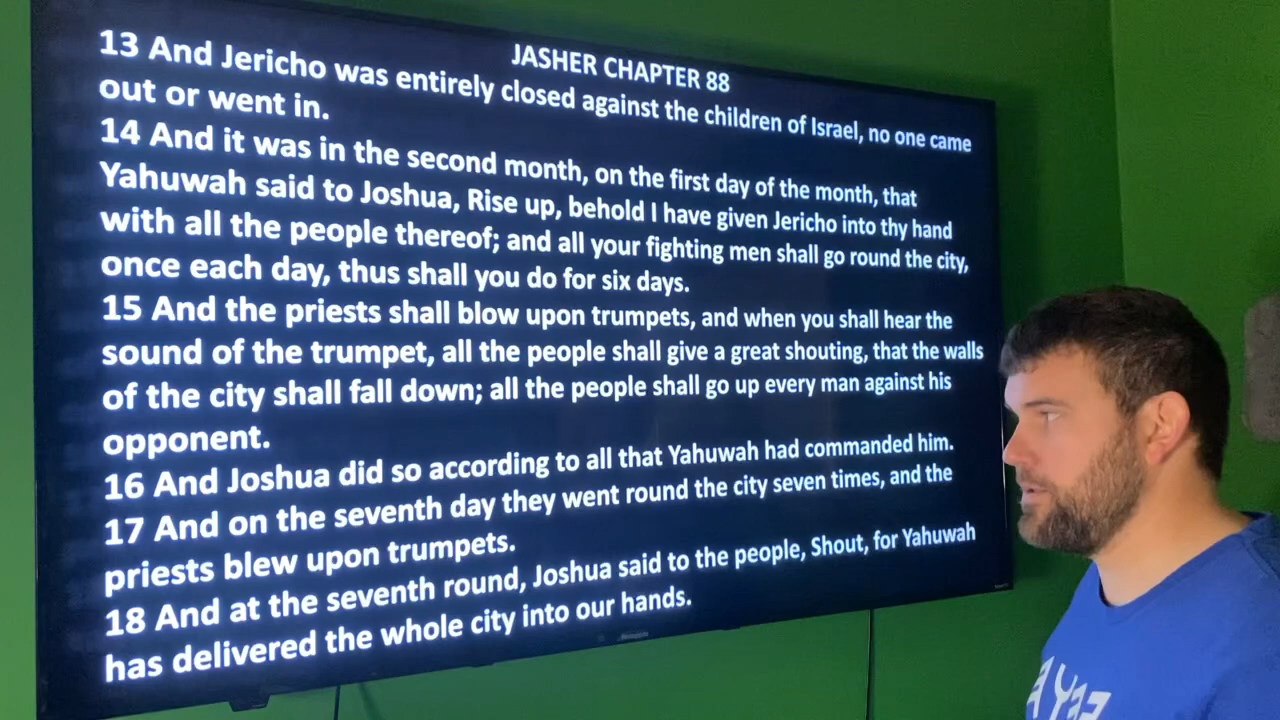 JASHER CHAPTER 88
13 And Jericho was entirely closed against the children of Israel, no one came
out or went in.
14 And it was in the second month, on the first day of the month, that
Yahuwah said to Joshua, Rise up, behold I have given Jericho into thy hand
with all the people thereof; and all your fighting men shall go round the city,
once each day, thus shall you do for six days.
15 And the priests shall blow upon trumpets, and when you shall hear the
sound of the trumpet, all the people shall give a great shouting, that the walls
of the city shall fall down; all the people shall go up every man against his
opponent.
16 And Joshua did so according to all that Yahuwah had commanded him.
17 And on the seventh day they went round the city seven times, and the
priests blew upon trumpets.
18 And at the seventh round, Joshua said to the people, Shout, for Yahuwah
has delivered the whole city into our hands.